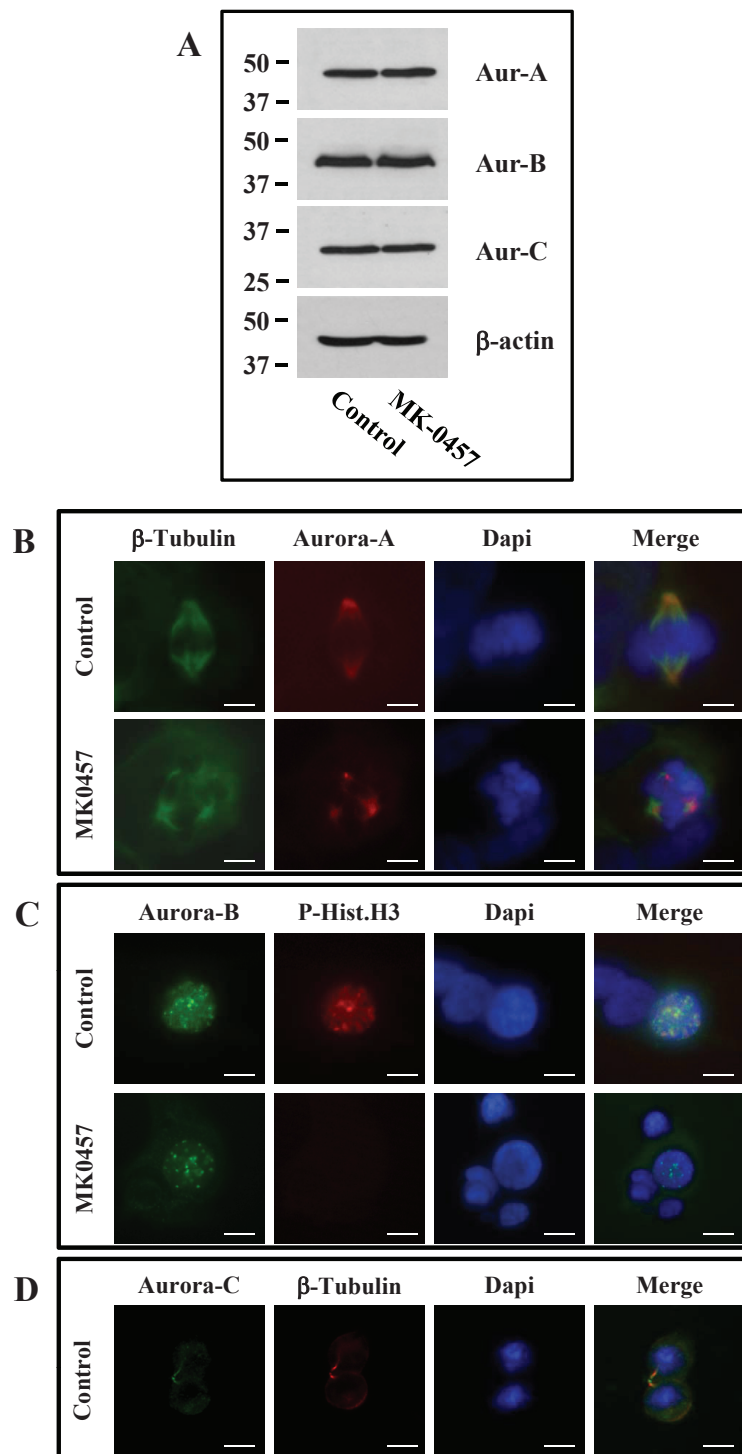 A
50
37
Aur-A
50
37
Aur-B
37
25
Aur-C
50
37
β-actin
Control
MK-0457
B
β-Tubulin Aurora-A Dapi Merge
Control
MK0457
C
Aurora-B P-Hist.H3 Dapi Merge
Control
MK0457
D
Aurora-C β-Tubulin Dapi Merge
Control